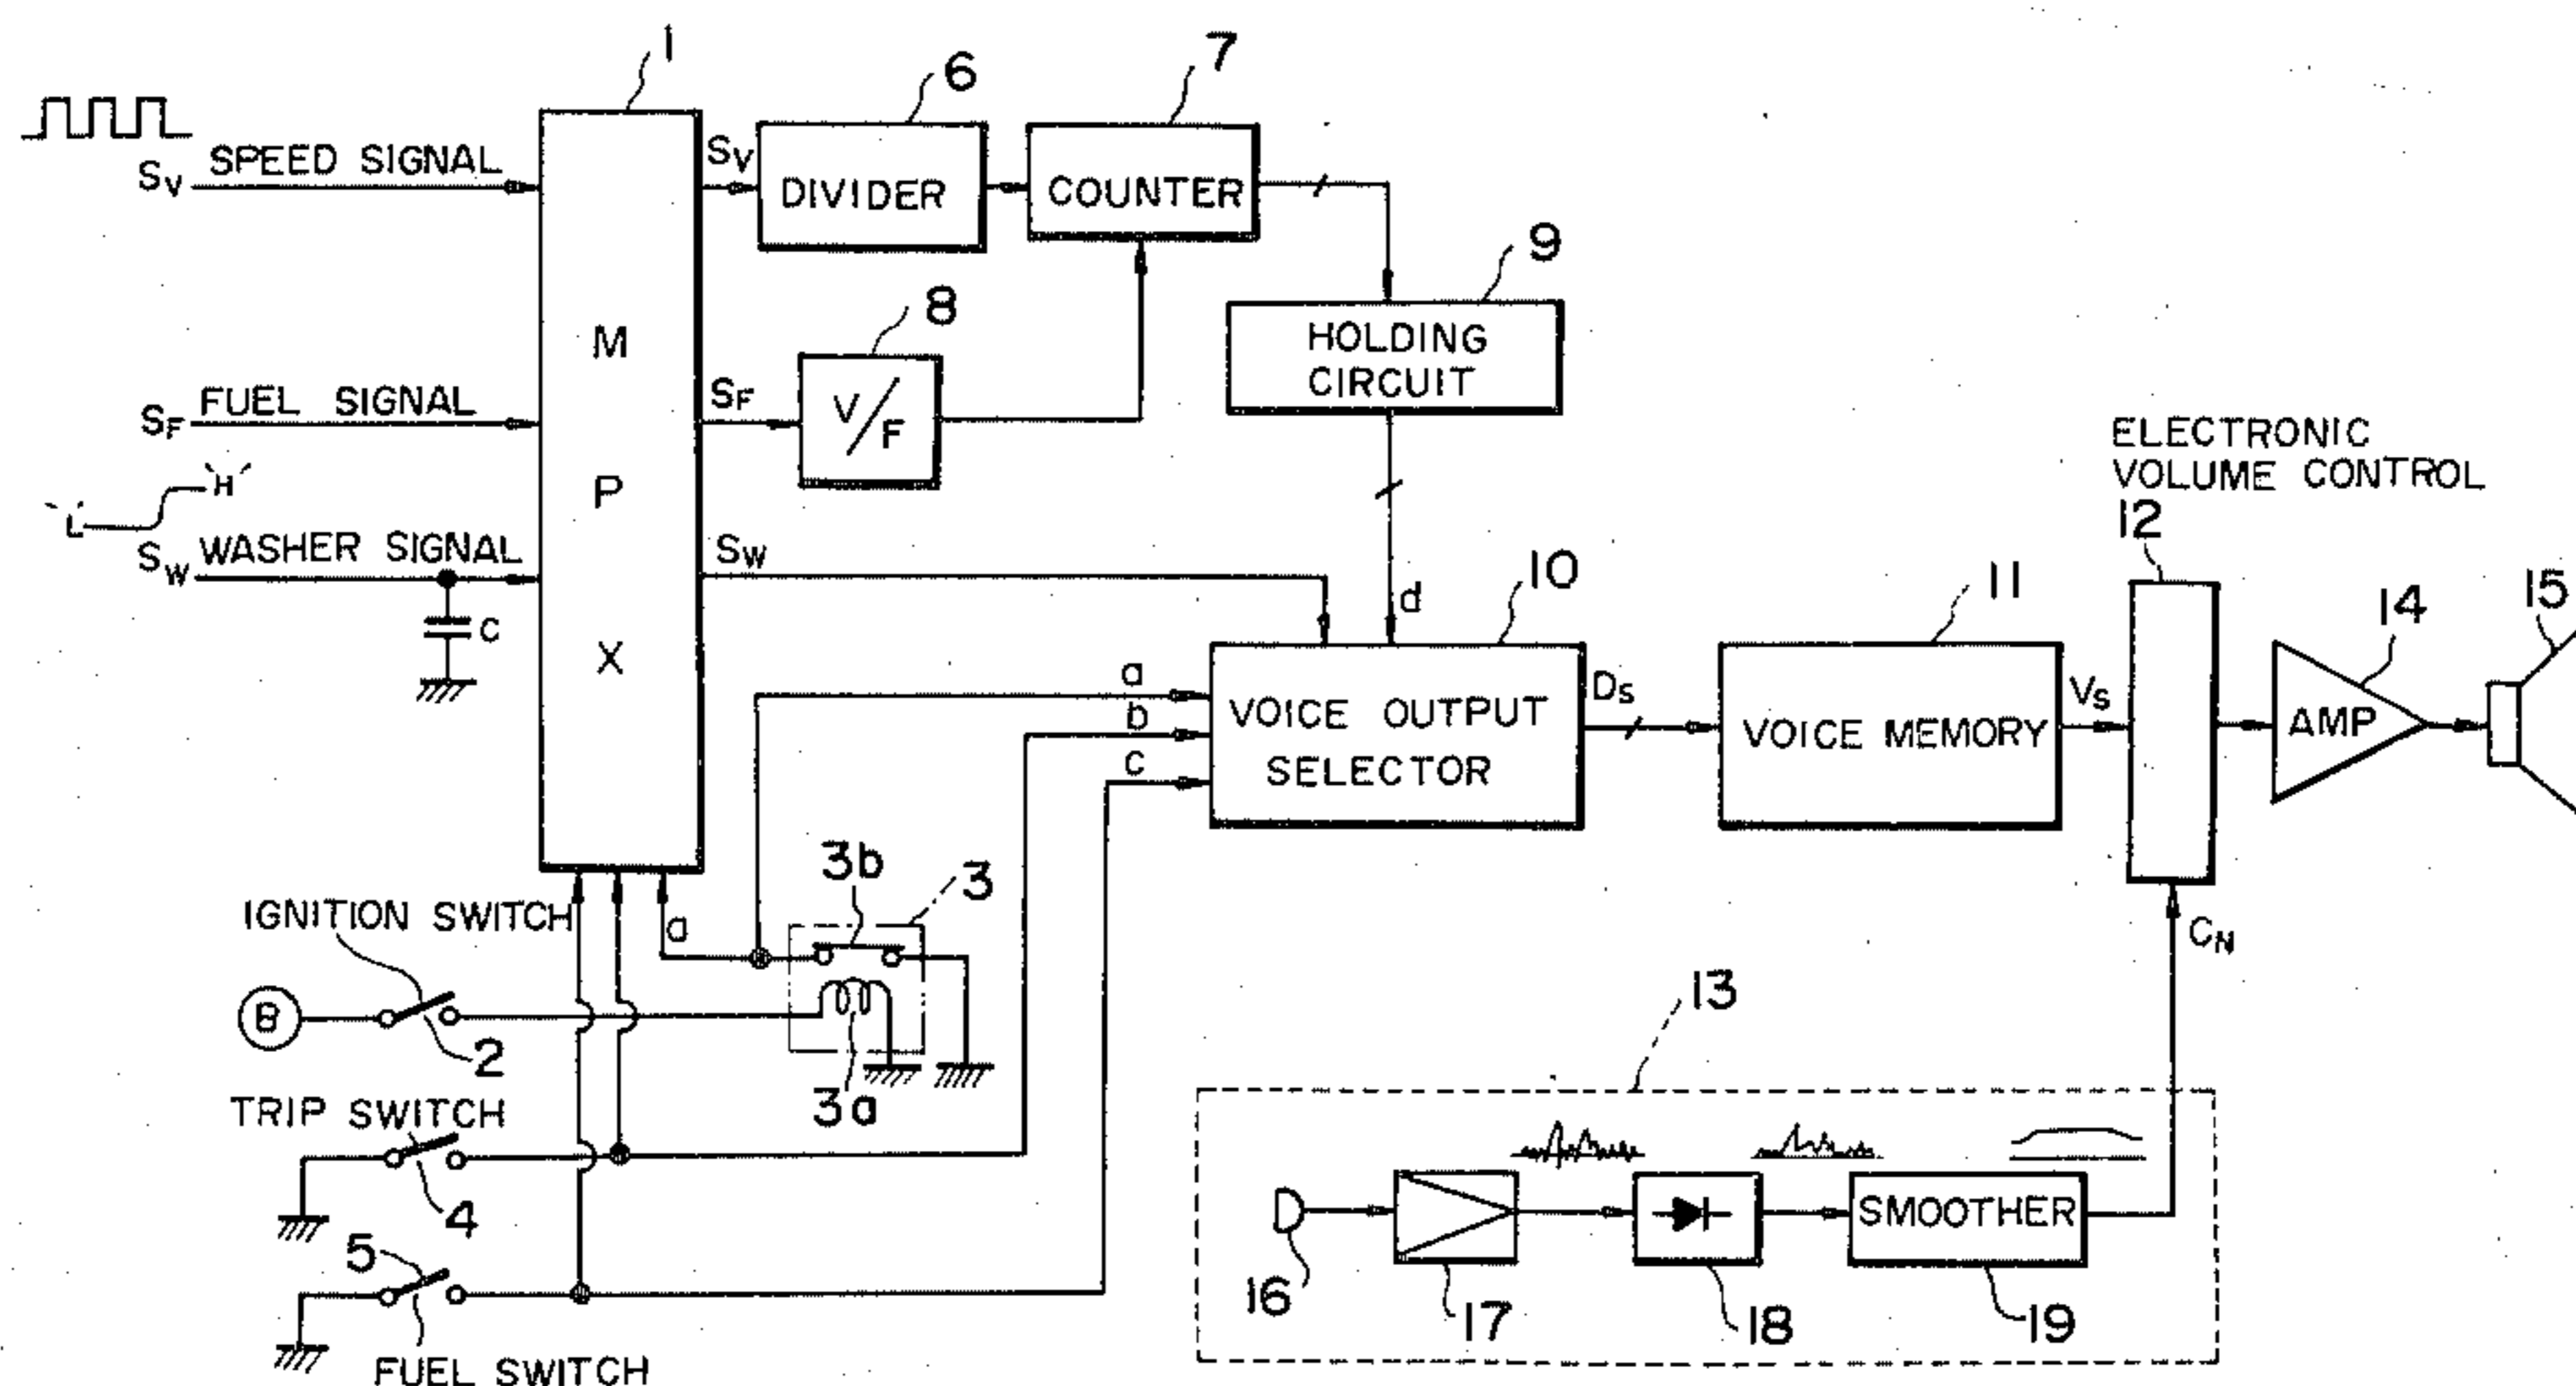 1
6
7
SPEED SIGNAL
SV
SV
DIVIDER
COUNTER
9
8
M
HOLDING
CIRCUIT
FUEL SIGNAL
SF
SF
V/F
'H'
'L'
P
ELECTRONIC
VOLUME CONTROL
12
WASHER SIGNAL
SW
SW
10
11
14
15
d
C
X
a
b
c
VOICE OUTPUT
SELECTOR
DS
VOICE MEMORY
VS
AMP
3b
3
IGNITION SWITCH
a
CN
B
2
13
3a
TRIP SWITCH
4
SMOOTHER
5
16
17
18
19
FUEL SWITCH